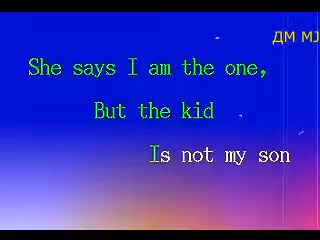 ДМ MJ
She says I am the one,
But the kid
Is not my son